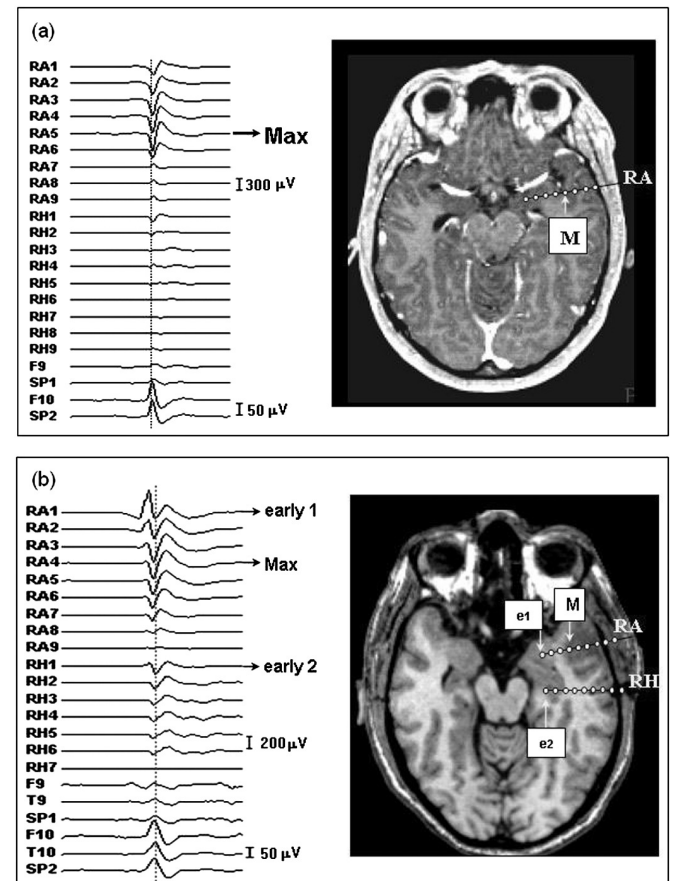 (a)
RA1
RA2
RA3
RA4
RA5
Max
RA6
RA7
RA8
300 μV
RA9
RH1
RH2
RH3
RH4
RH5
RH6
RH7
RH8
RH9
F9
SP1
F10
50 μV
SP2
RA
M
(b)
RA1
early 1
RA2
RA3
RA4
Max
RA5
RA6
RA7
RA8
RA9
RH1
early 2
RH2
RH3
RH4
RH5
200μV
RH6
RH7
F9
T9
SP1
F10
T10
50 μV
SP2
e1
M
RA
RH
e2